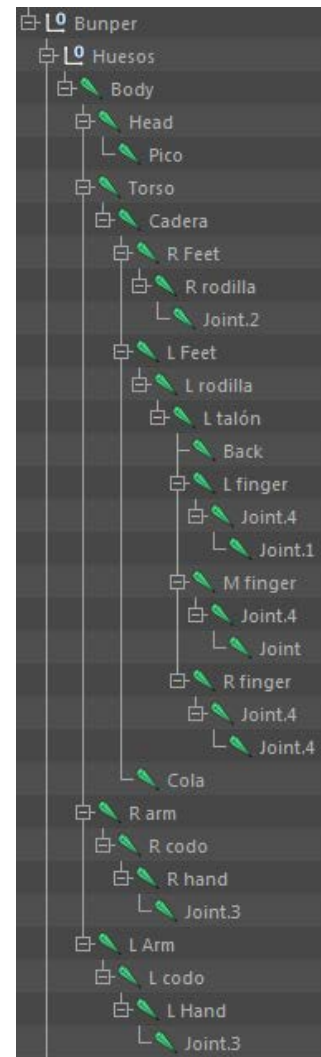 Bunper
Huesos
Body
Head
Pico
Torso
Cadera
R Feet
R rodilla
Joint.2
L Feet
L rodilla
L talón
Back
L finger
Joint.4
Joint.1
M finger
Joint.4
Joint
R finger
Joint.4
Joint.4
Cola
R arm
R codo
R hand
Joint.3
L Arm
L codo
L Hand
Joint.3